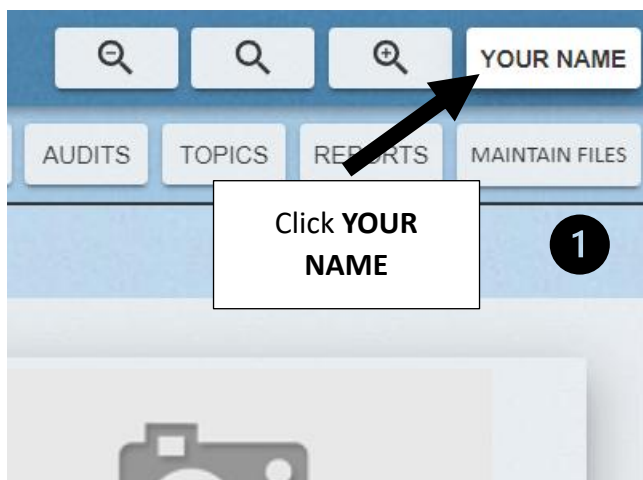 YOUR NAME
AUDITS TOPICS REPORTS MAINTAIN FILES
Click YOUR
NAME
1